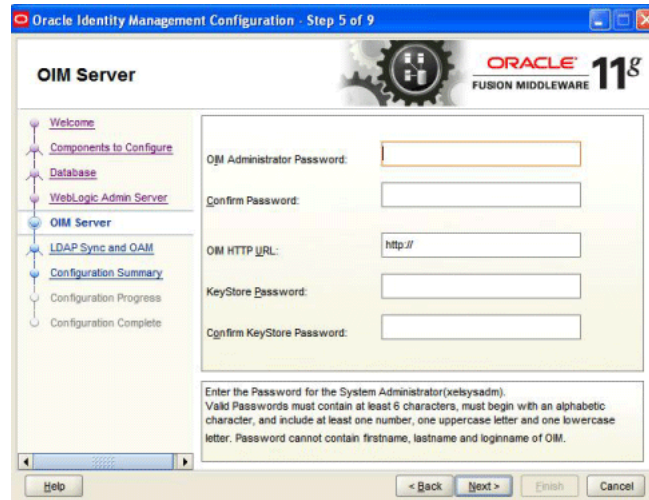 Oracle Identity Management Configuration - Step 5 of 9
OIM Server
ORACLE
FUSION MIDDLEWARE 11g
Welcome
Components to Configure
Database
WebLogic Admin Server
OIM Server
LDAP Sync and OAM
Configuration Summary
Configuration Progress
Configuration Complete
OIM Administrator Password:
Confirm Password:
OIM HTTP URL:
http://
KeyStore Password:
Confirm KeyStore Password:
Enter the Password for the System Administrator(xelsysadm).
Valid Passwords must contain at least 6 characters, must begin with an alphabetic
character, and include at least one number, one uppercase letter and one lowercase
letter. Password cannot contain firstname, lastname and loginname of OIM.
Help
< Back
Next >
Finish
Cancel